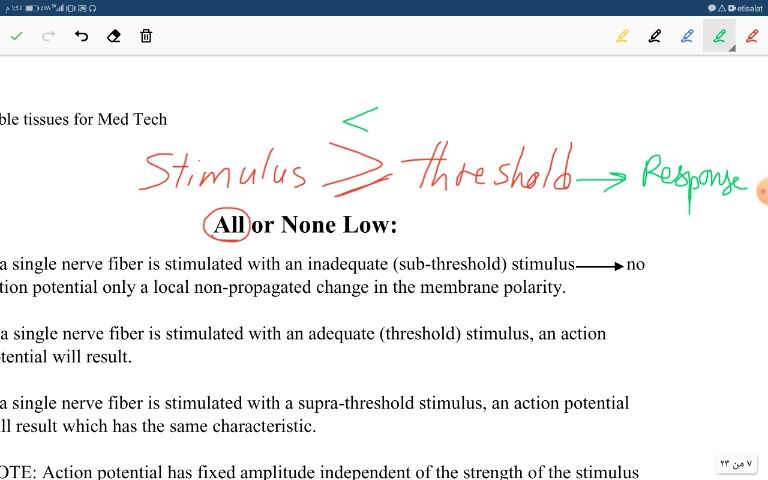 etisalat
ble tissues for Med Tech
<
Stimulus ≥ threshold → Response
All or None Low:
a single nerve fiber is stimulated with an inadequate (sub-threshold) stimulus → no
tion potential only a local non-propagated change in the membrane polarity.
a single nerve fiber is stimulated with an adequate (threshold) stimulus, an action
tential will result.
a single nerve fiber is stimulated with a supra-threshold stimulus, an action potential
ll result which has the same characteristic.
OTE: Action potential has fixed amplitude independent of the strength of the stimulus
٧ من ٢٣